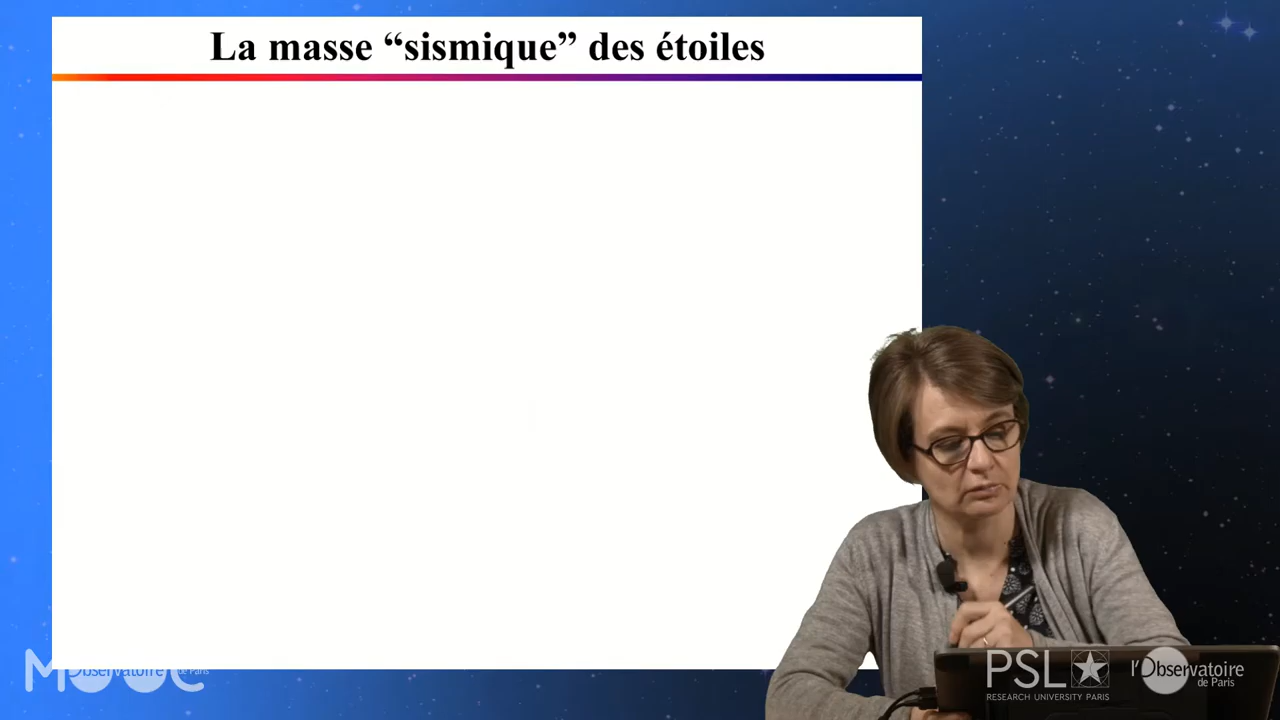 La masse “sismique” des étoiles
MOOC
Observatoire
de Paris
PSL
RESEARCH UNIVERSITY PARIS
l'Observatoire
de Paris